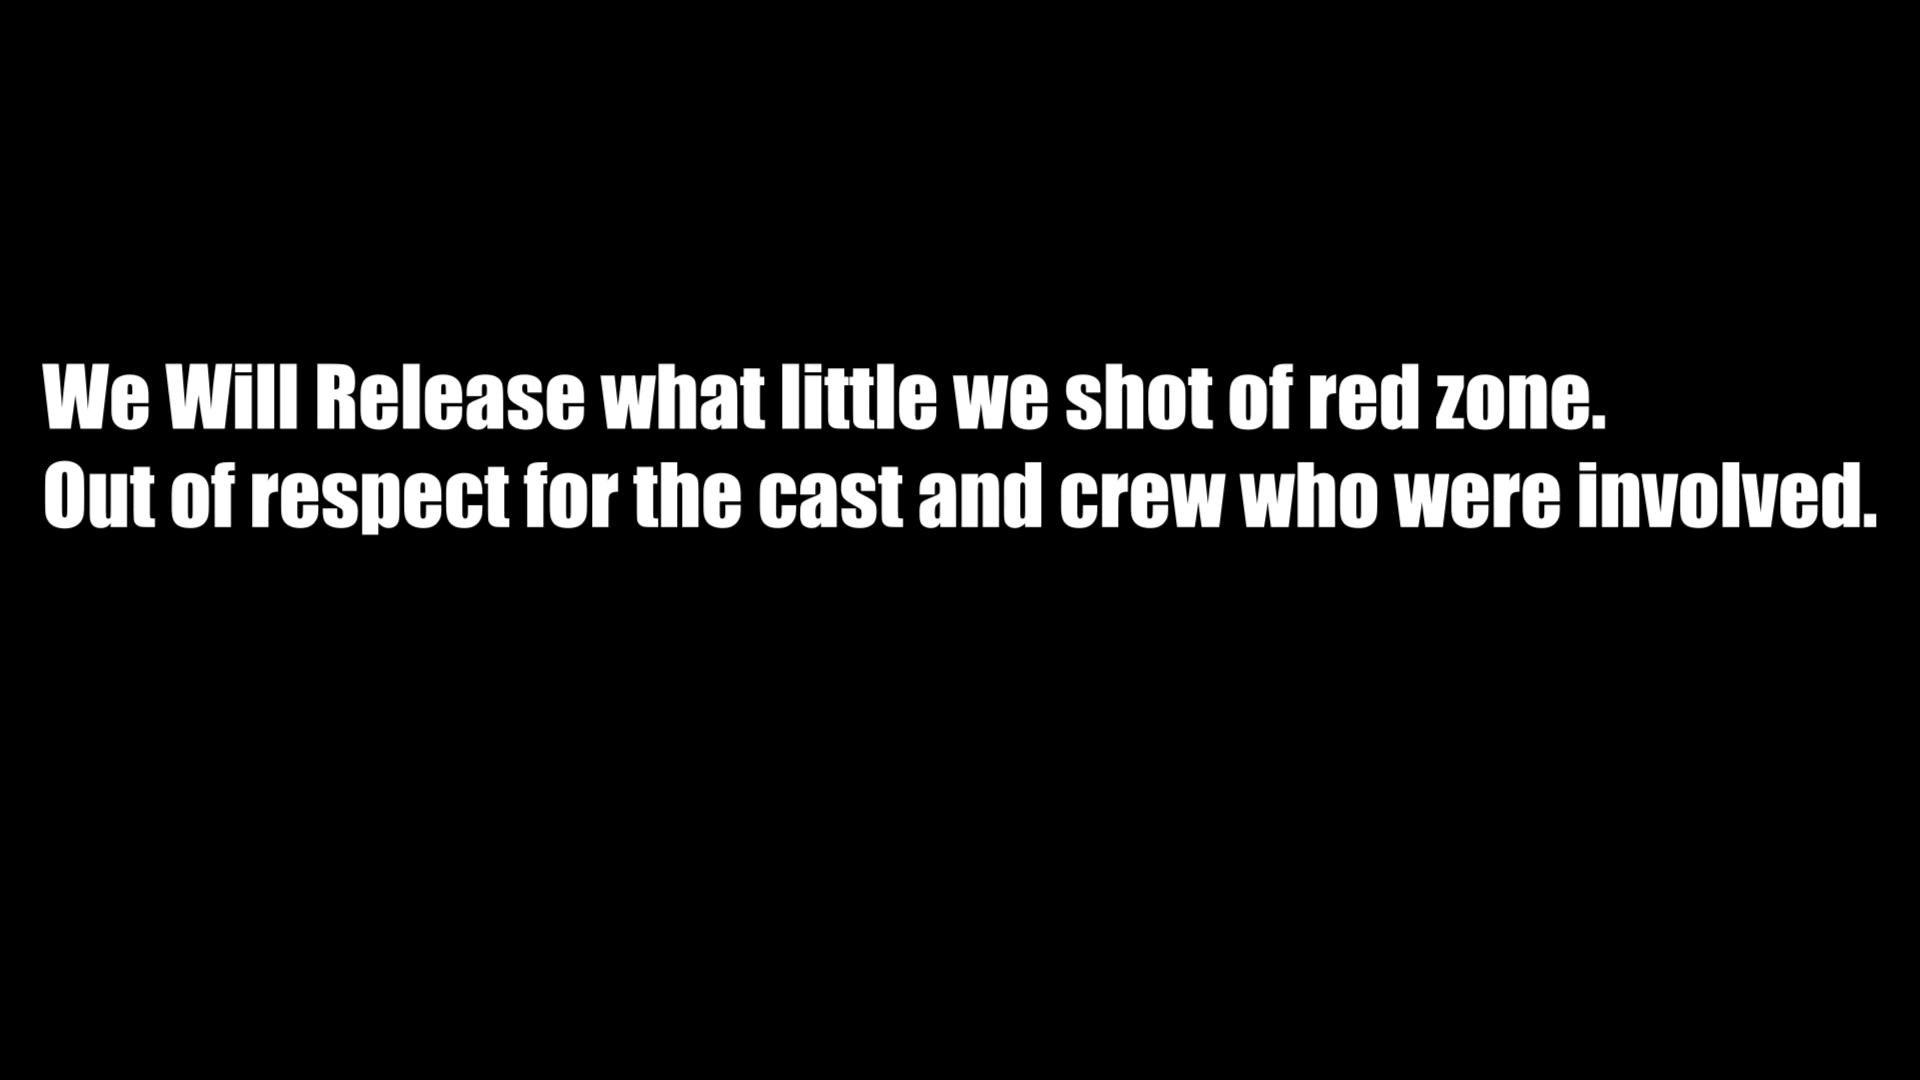 We Will Release what little we shot of red zone.
Out of respect for the cast and crew who were involved.